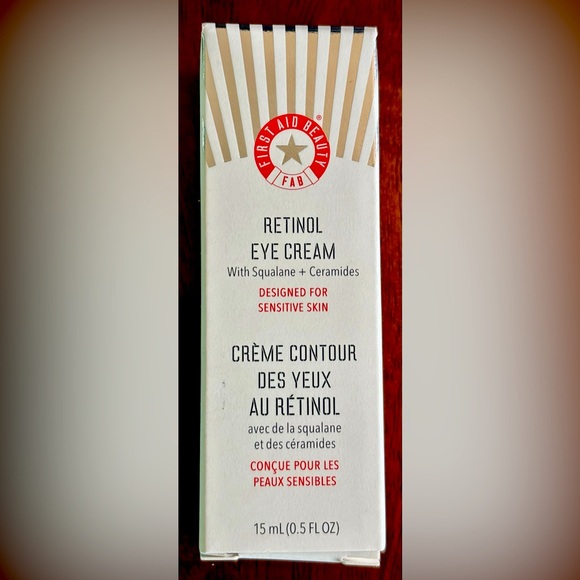 FIRST AID BEAUTY®
FAB
RETINOL
EYE CREAM
With Squalane + Ceramides
DESIGNED FOR
SENSITIVE SKIN
CRÈME CONTOUR
DES YEUX
AU RÉTINOL
avec de la squalane
et des céramides
CONÇUE POUR LES
PEAUX SENSIBLES
15 mL (0.5 FL OZ)